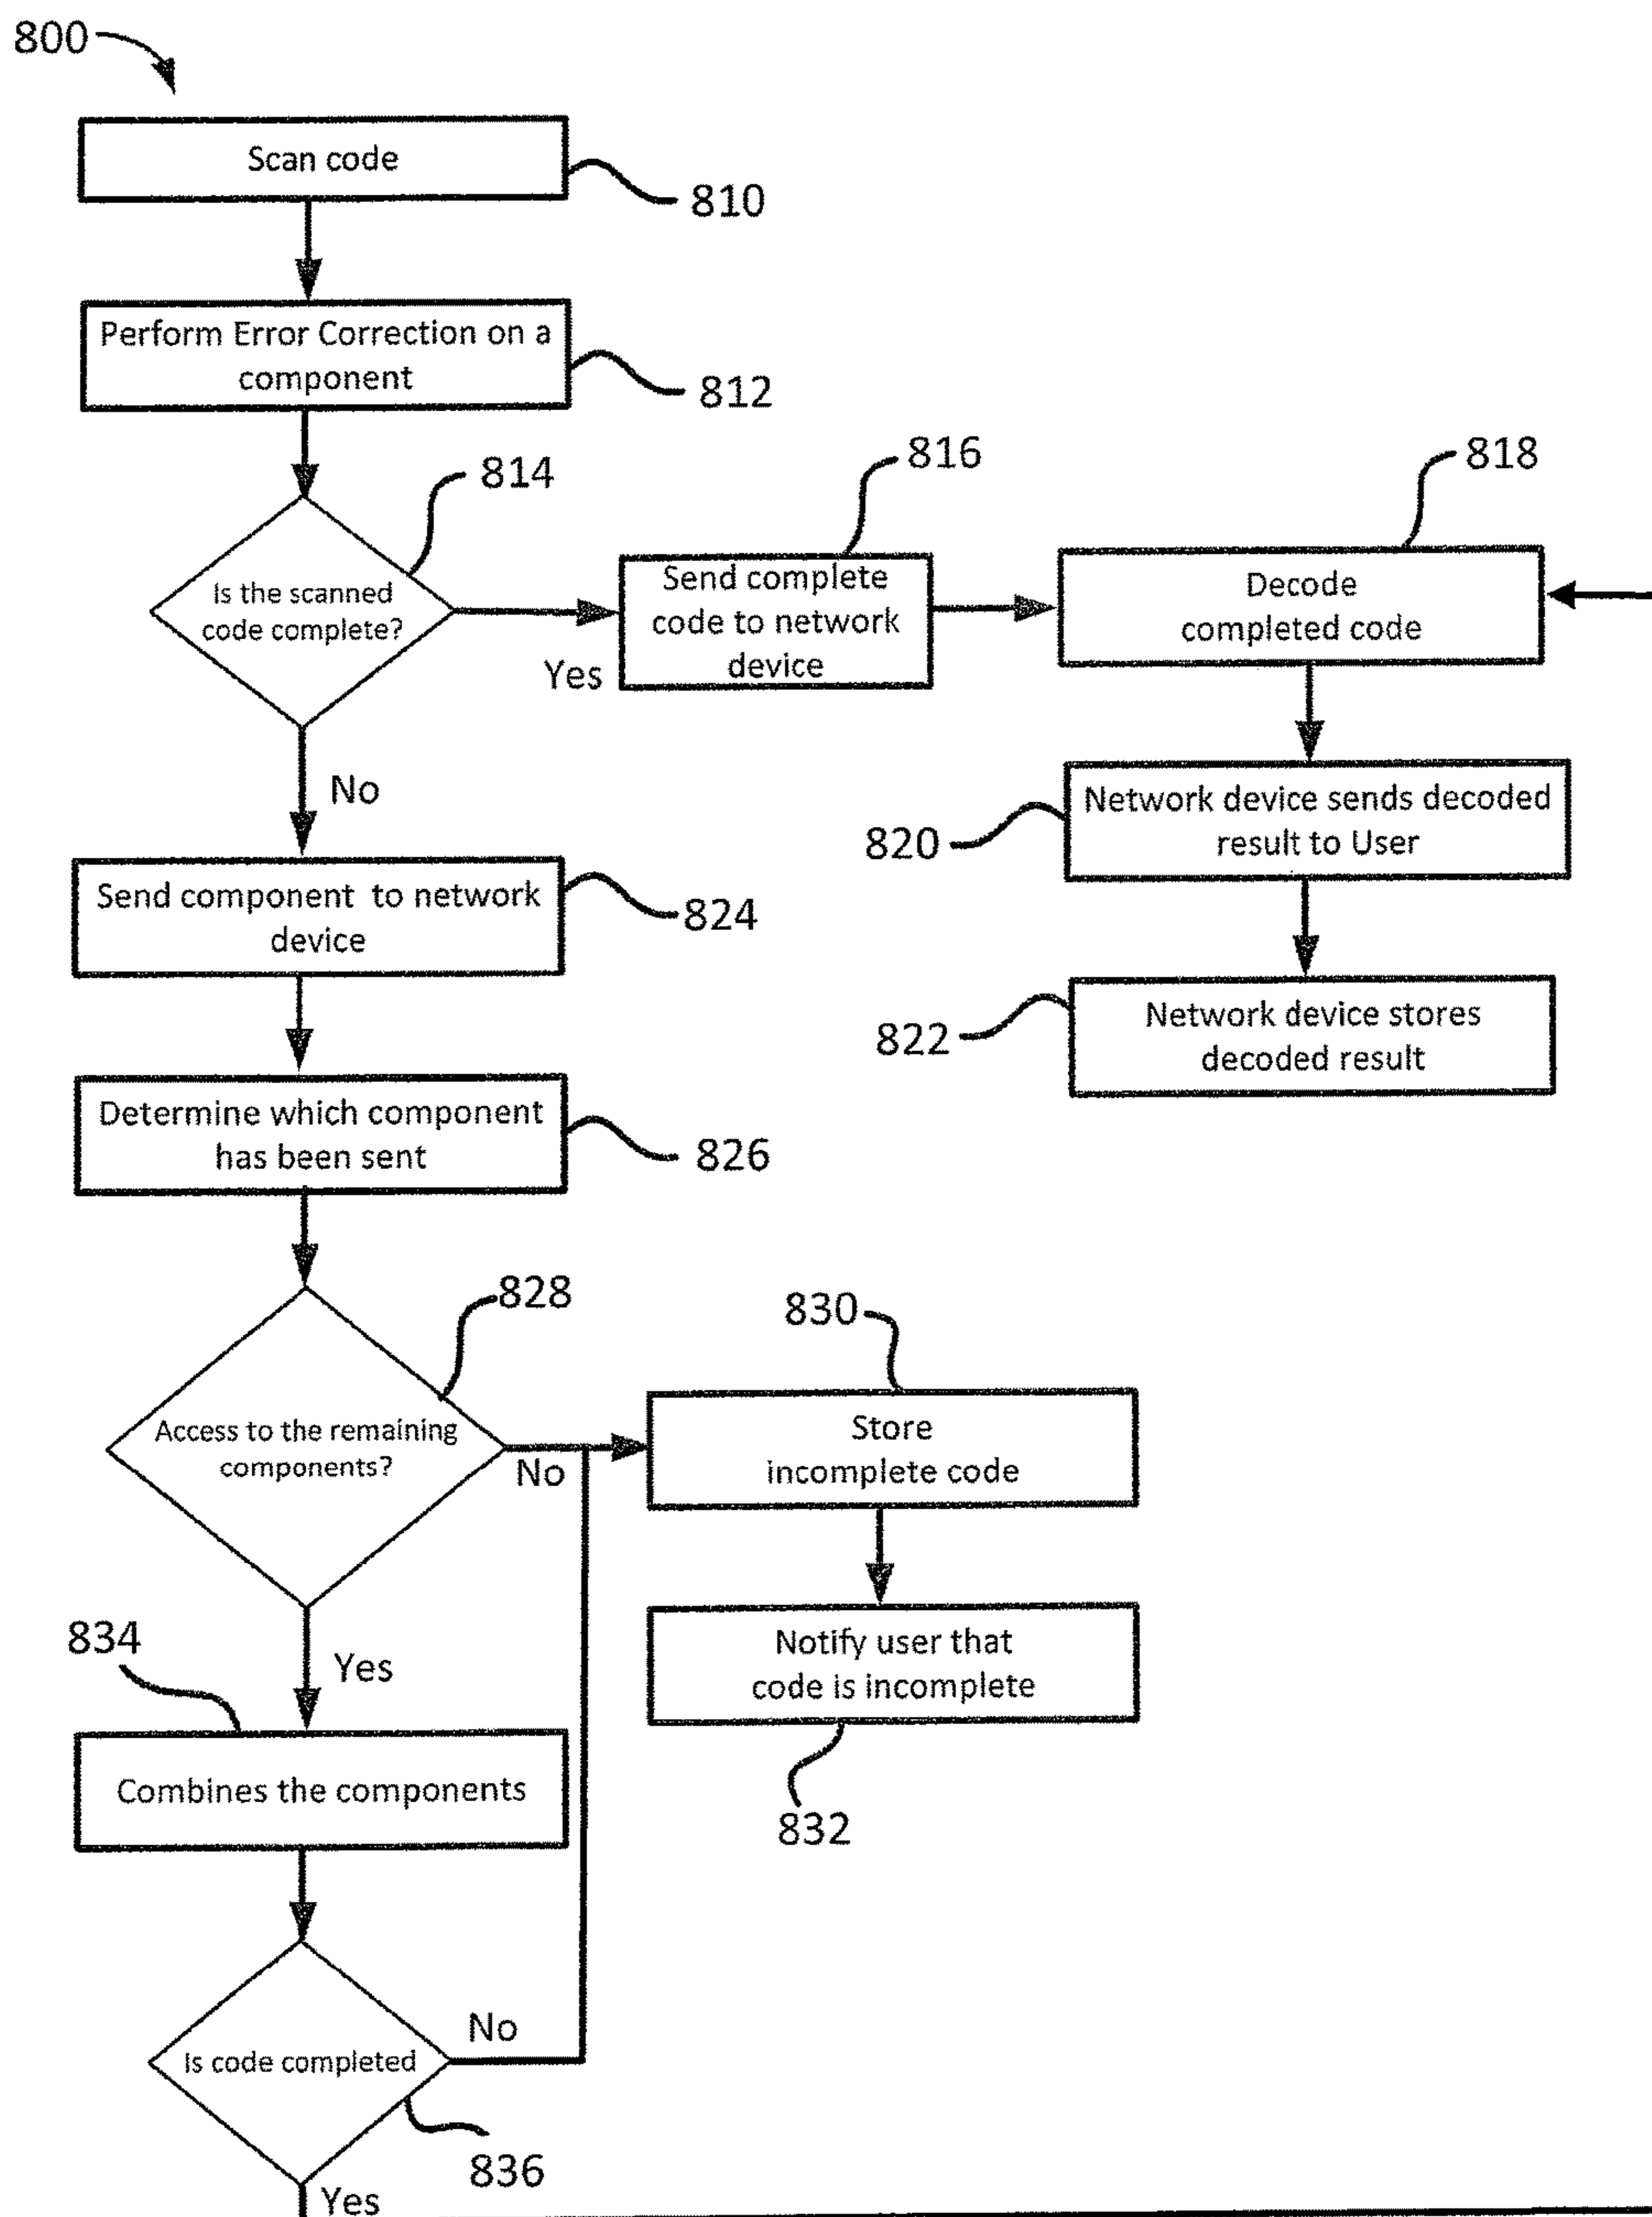 800
Scan code
810
Perform Error Correction on a
component
812
814
Is the scanned
code complete?
Yes
816
Send complete
code to network
device
818
Decode
completed code
820
Network device sends decoded
result to User
822
Network device stores
decoded result
No
Send component to network
device
824
Determine which component
has been sent
826
828
Access to the remaining
components?
No
830
Store
incomplete code
Notify user that
code is incomplete
832
Yes
834
Combines the components
Is code completed
No
836
Yes